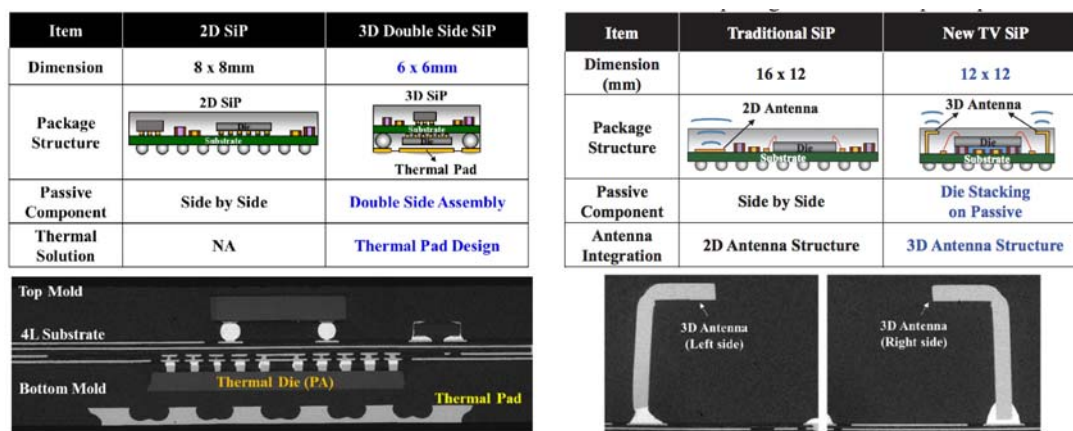 Item 2D SiP 3D Double Side SiP
Dimension 8 x 8mm 6 x 6mm
Package Structure
2D SiP
Die
Substrate
3D SiP
Substrate
Die
Thermal Pad
Passive Component Side by Side Double Side Assembly
Thermal Solution NA Thermal Pad Design
Top Mold
4L Substrate
Thermal Die (PA)
Bottom Mold
Thermal Pad
Item Traditional SiP New TV SiP
Dimension (mm) 16 x 12 12 x 12
Package Structure
2D Antenna
Die
Substrate
3D Antenna
Die
Substrate
Passive Component Side by Side Die Stacking on Passive
Antenna Integration 2D Antenna Structure 3D Antenna Structure
3D Antenna
(Left side)
3D Antenna
(Right side)